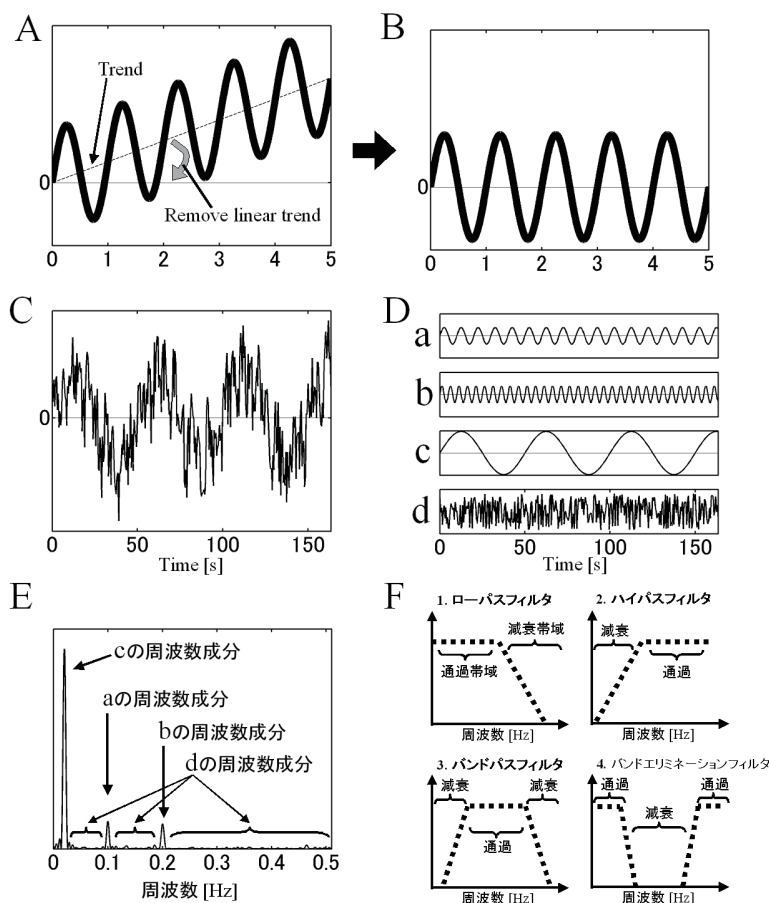 A
Trend
0
Remove linear trend
0 1 2 3 4 5
B
0
0 1 2 3 4 5
C
0
0 50 100 150
Time [s]
D
a
b
c
d
0 50 100 150
Time [s]
E
cの周波数成分
aの周波数成分
bの周波数成分
dの周波数成分
0 0.1 0.2 0.3 0.4 0.5
周波数 [Hz]
F
1. ローパスフィルタ
減衰帯域
通過帯域
周波数 [Hz]
2. ハイパスフィルタ
減衰
通過
周波数 [Hz]
3. バンドパスフィルタ
減衰 減衰
通過
周波数 [Hz]
4. バンドエリミネーションフィルタ
通過 通過
減衰
周波数 [Hz]